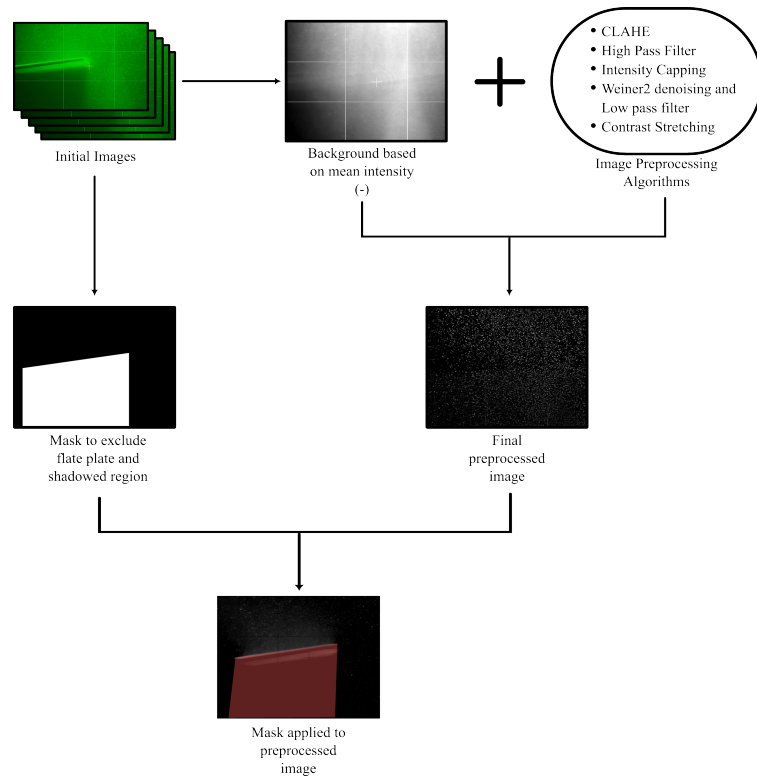 Initial Images
Background based
on mean intensity
(-)
• CLAHE
• High Pass Filter
• Intensity Capping
• Weiner2 denoising and
Low pass filter
• Contrast Stretching
Image Preprocessing
Algorithms
Mask to exclude
flate plate and
shadowed region
Final
preprocessed
image
Mask applied to
preprocessed
image